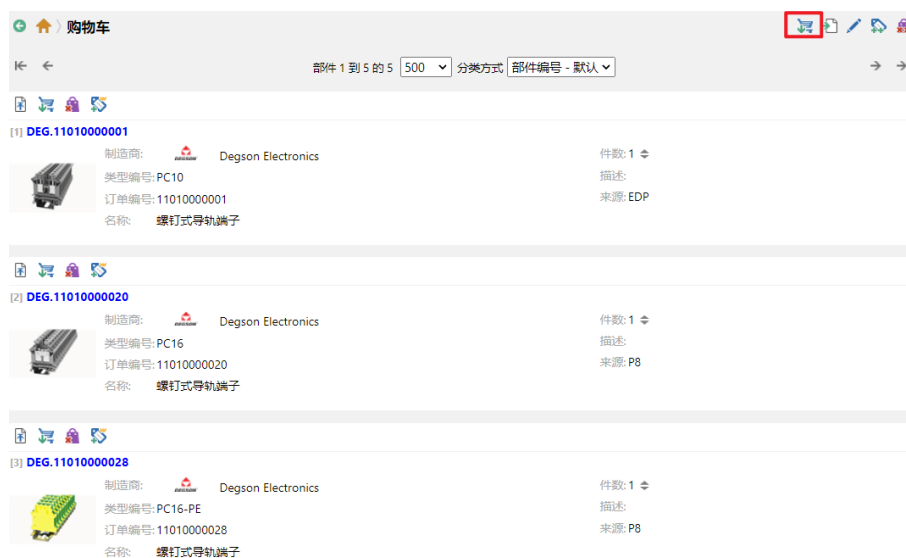 购物车
部件 1 到 5 的 5 500 分类方式 部件编号 - 默认
[1] DEG.11010000001
制造商: DEGSON Degson Electronics 件数: 1
类型编号: PC10 描述:
订单编号: 11010000001 来源: EDP
名称: 螺钉式导轨端子
[2] DEG.11010000020
制造商: DEGSON Degson Electronics 件数: 1
类型编号: PC16 描述:
订单编号: 11010000020 来源: P8
名称: 螺钉式导轨端子
[3] DEG.11010000028
制造商: DEGSON Degson Electronics 件数: 1
类型编号: PC16-PE 描述:
订单编号: 11010000028 来源: P8
名称: 螺钉式导轨端子